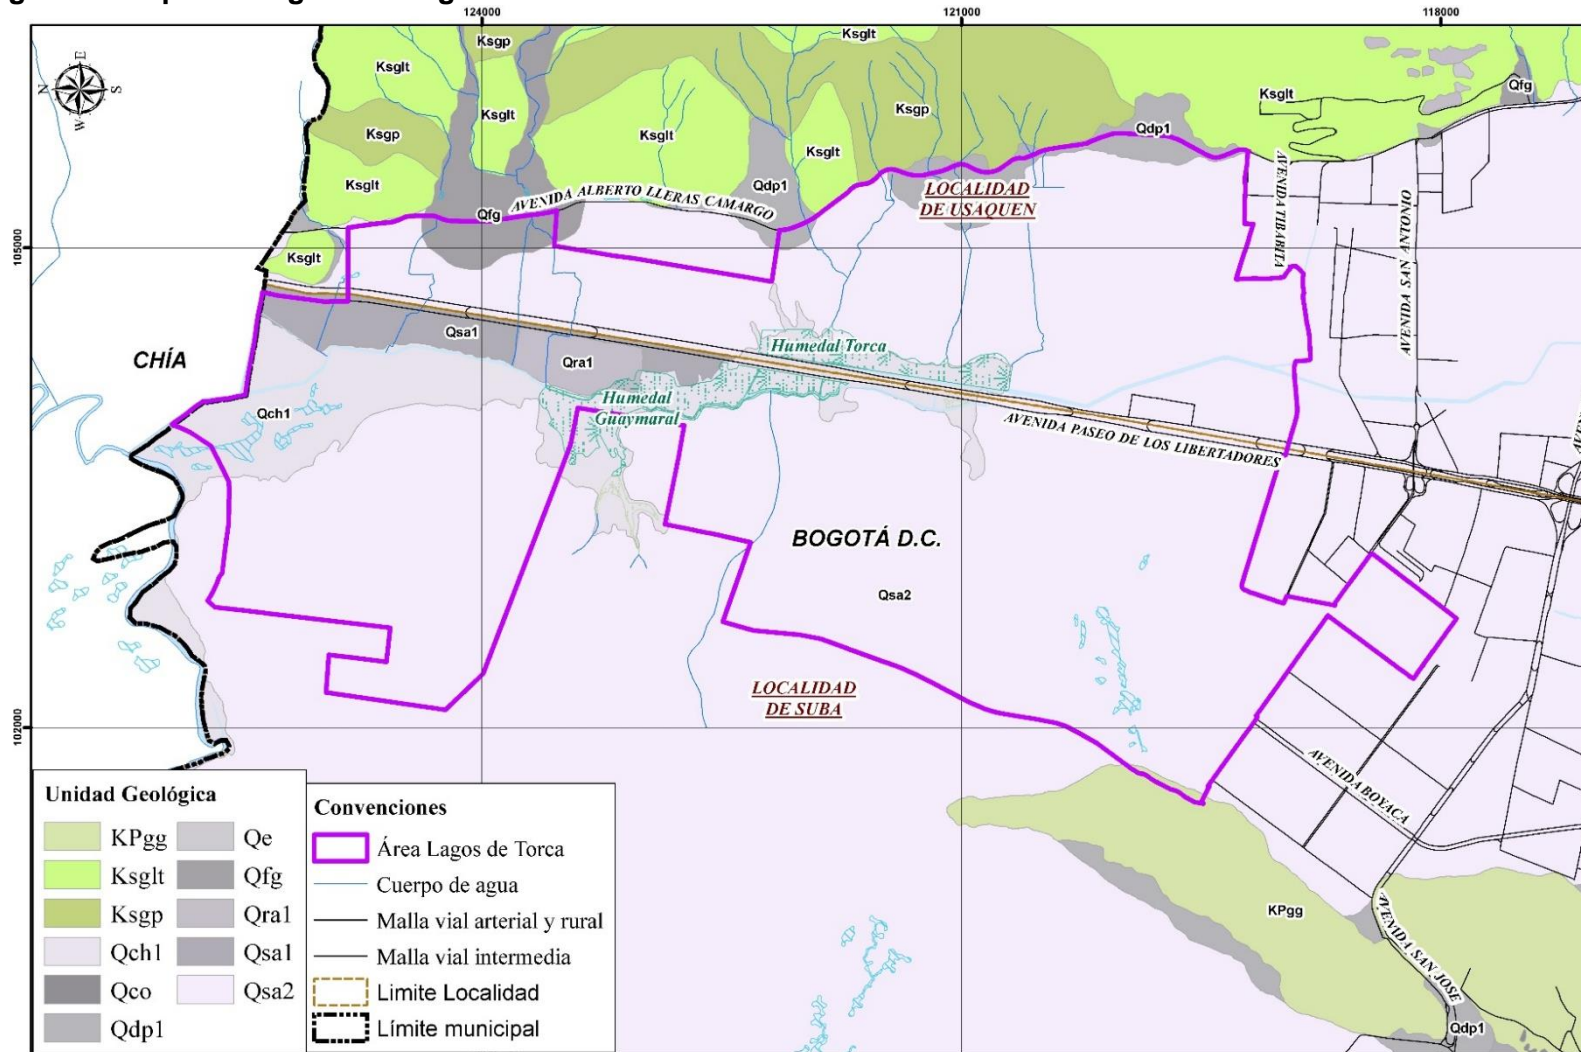 124000
121000
118000
105000
102000
E
N
S
W
Ksgp
Ksglt
Ksglt
Ksglt
Qfg
Ksglt
Ksglt
Ksgp
Ksglt
Ksgp
Ksglt
Qdp1
Ksglt
Qdp1
LOCALIDAD
DE USAQUEN
AVENIDA ALBERTO LLERAS CAMARGO
Qfg
AVENIDA TIBABITA
AVENIDA SAN ANTONIO
Ksglt
Qsa1
Qra1
Humedal Torca
CHÍA
Qch1
Humedal
Guaymaral
AVENIDA PASEO DE LOS LIBERTADORES
BOGOTÁ D.C.
Qsa2
LOCALIDAD
DE SUBA
AVENIDA BOYACA
KPgg
AVENIDA SAN JOSE
Qdp1
Unidad Geológica
KPgg
Ksglt
Ksgp
Qch1
Qco
Qdp1
Qe
Qfg
Qra1
Qsa1
Qsa2
Convenciones
Área Lagos de Torca
Cuerpo de agua
Malla vial arterial y rural
Malla vial intermedia
Limite Localidad
Límite municipal